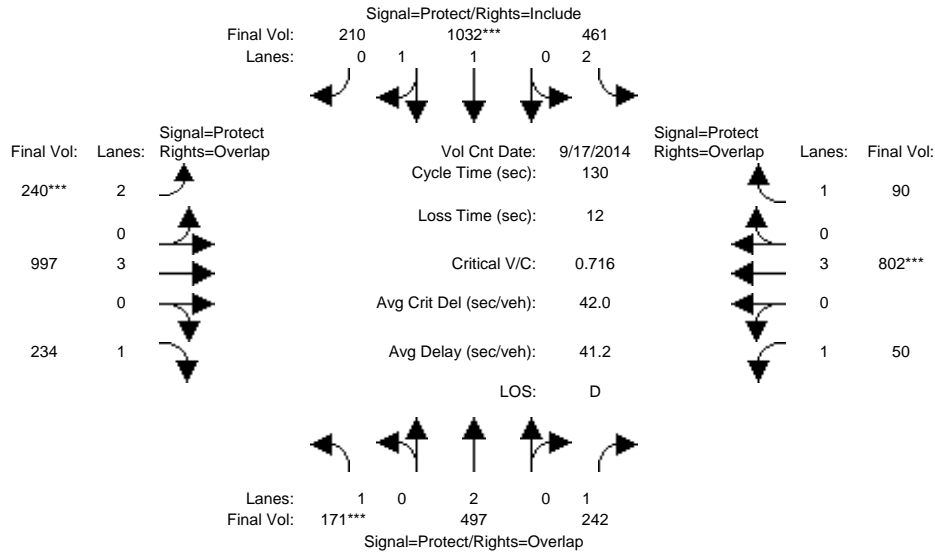 Signal=Protect/Rights=Include
Final Vol: 210 1032*** 461
Lanes: 0 1 1 0 2
Signal=Protect Signal=Protect
Final Vol: Lanes: Rights=Overlap Vol Cnt Date: 9/17/2014 Rights=Overlap Lanes: Final Vol:
Cycle Time (sec): 130
240*** 2 1 90
Loss Time (sec): 12
0 0
997 3 Critical V/C: 0.716 3 802***
0 Avg Crit Del (sec/veh): 42.0 0
234 1 Avg Delay (sec/veh): 41.2 1 50
LOS: D
Lanes: 1 0 2 0 1
Final Vol: 171*** 497 242
Signal=Protect/Rights=Overlap